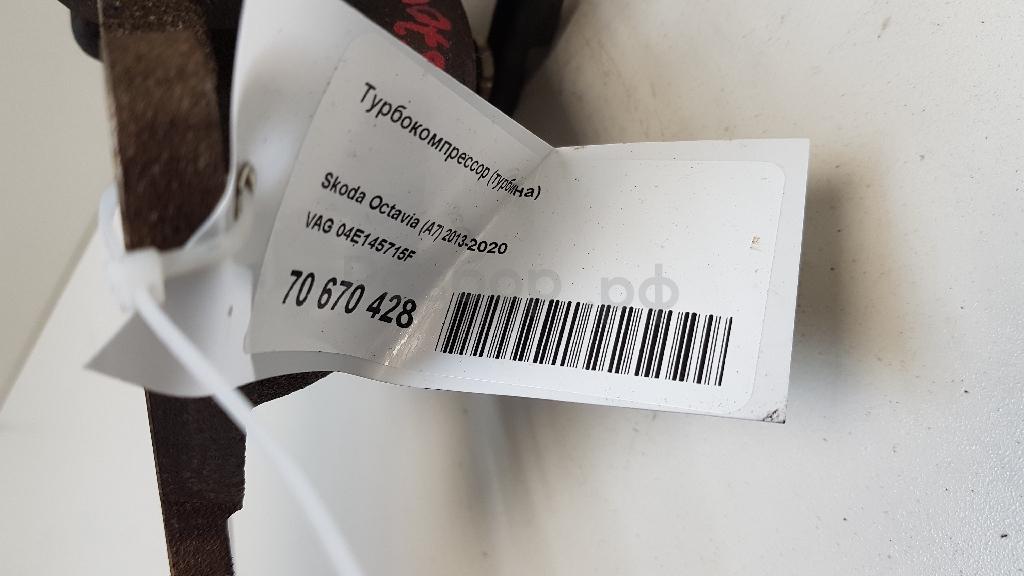 Турбокомпрессор (турбина)
Skoda Octavia (A7) 2013-2020
VAG 04E145715F
70 670 428